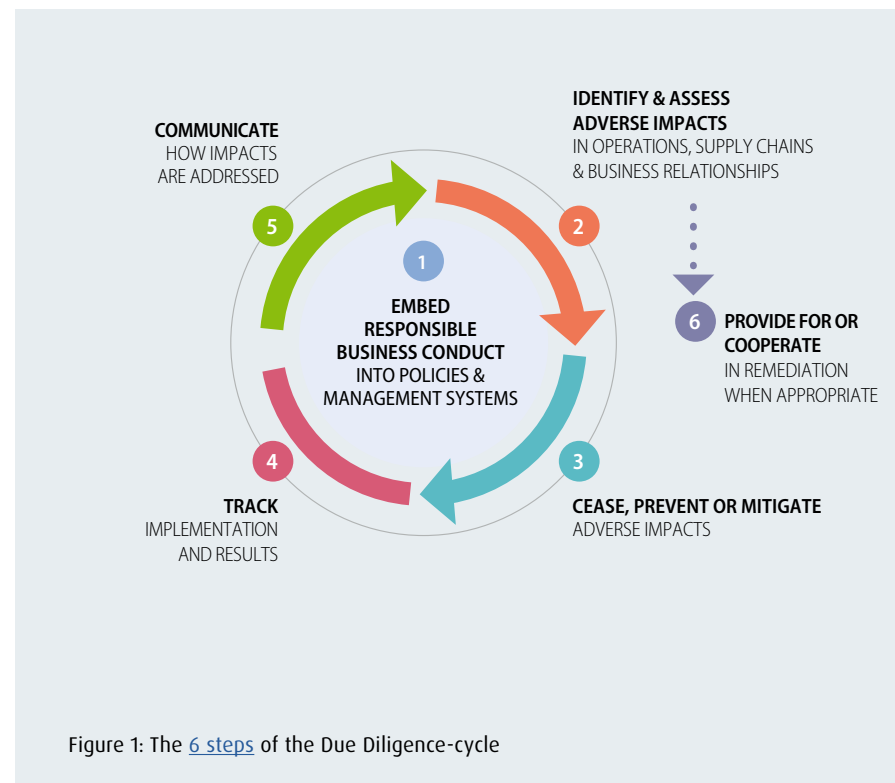 1
EMBED
RESPONSIBLE
BUSINESS CONDUCT
INTO POLICIES &
MANAGEMENT SYSTEMS
2
IDENTIFY & ASSESS
ADVERSE IMPACTS
IN OPERATIONS, SUPPLY CHAINS
& BUSINESS RELATIONSHIPS
3
CEASE, PREVENT OR MITIGATE
ADVERSE IMPACTS
4
TRACK
IMPLEMENTATION
AND RESULTS
5
COMMUNICATE
HOW IMPACTS
ARE ADDRESSED
6
PROVIDE FOR OR
COOPERATE
IN REMEDIATION
WHEN APPROPRIATE
Figure 1: The 6 steps of the Due Diligence-cycle